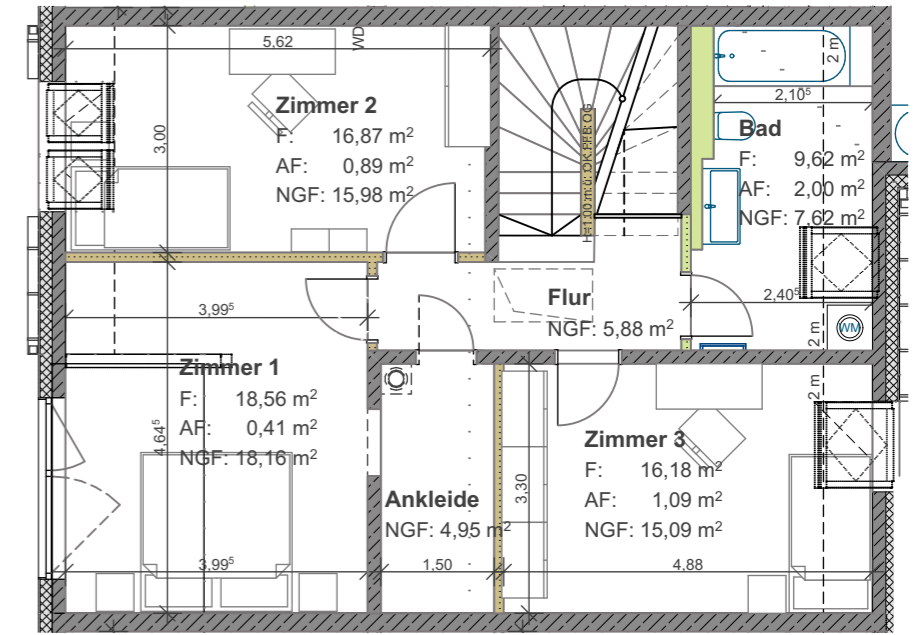 5,62
WD
3,00
Zimmer 2
F: 16,87 m²
AF: 0,89 m²
NGF: 15,98 m²
2 m
2,10⁵
Bad
F: 9,62 m²
AF: 2,00 m²
NGF: 7,62 m²
3,99⁵
Flur
NGF: 5,88 m²
2,40⁵
WM
2 m
Zimmer 1
F: 18,56 m²
AF: 0,41 m²
NGF: 18,16 m²
4,64⁵
2 m
Zimmer 3
F: 16,18 m²
AF: 1,09 m²
NGF: 15,09 m²
3,30
Ankleide
NGF: 4,95 m²
3,99⁵
1,50
4,88